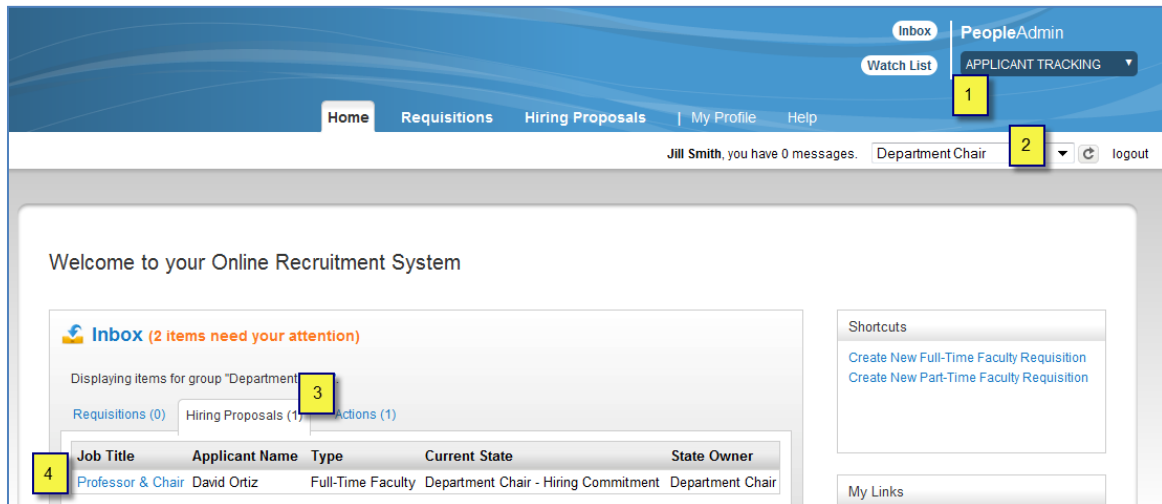 Inbox
PeopleAdmin
Watch List
APPLICANT TRACKING
1
Home Requisitions Hiring Proposals | My Profile Help
Jill Smith, you have 0 messages. Department Chair 2 logout
Welcome to your Online Recruitment System
Inbox (2 items need your attention)
Displaying items for group "Department
3
Requisitions (0) Hiring Proposals (1) Actions (1)
Job Title Applicant Name Type Current State State Owner
4 Professor & Chair David Ortiz Full-Time Faculty Department Chair - Hiring Commitment Department Chair
Shortcuts
Create New Full-Time Faculty Requisition
Create New Part-Time Faculty Requisition
My Links